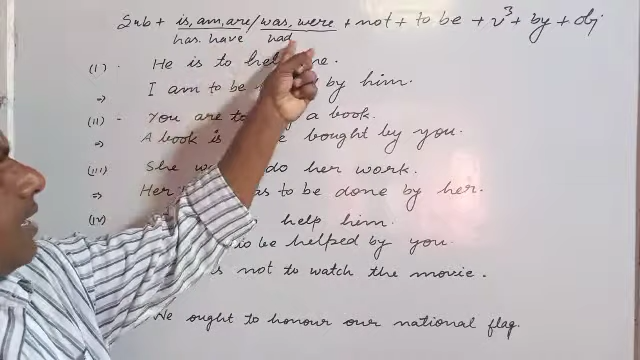 Sub + is, am, are / was, were + not + to be + v³ + by + obj
has. have had
(I) · He is to me.
⇒ I am to be by him.
(II) - You are to a book.
⇒ A book is bought by you.
(III) She do her work.
⇒ Her as to be done by her.
(IV) help him.
to be helped by you.
s not to watch the movie.
We ought to honour our national flag.